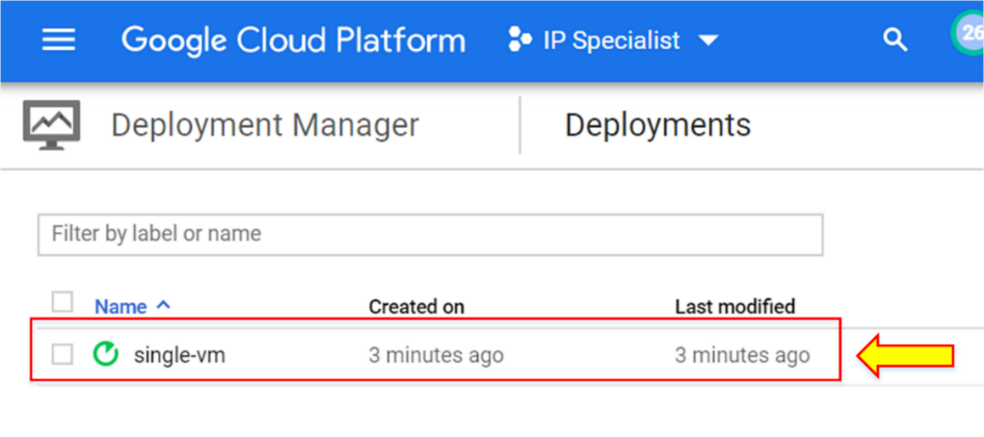 Google Cloud Platform IP Specialist 26
Deployment Manager Deployments
Filter by label or name
Name Created on Last modified
single-vm 3 minutes ago 3 minutes ago